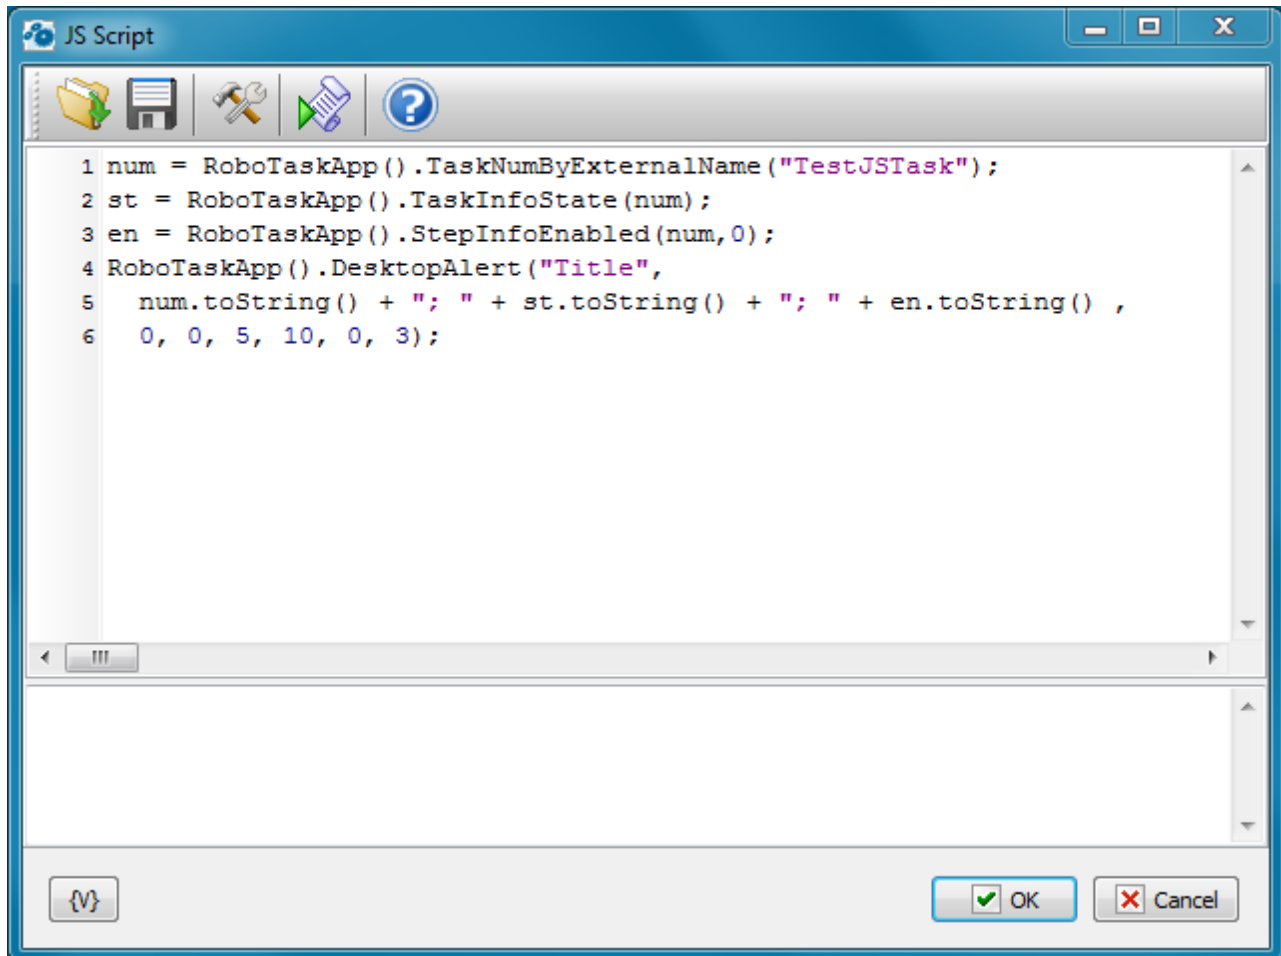 JS Script
1 num = RoboTaskApp().TaskNumByExternalName("TestJSTask");
2 st = RoboTaskApp().TaskInfoState(num);
3 en = RoboTaskApp().StepInfoEnabled(num,0);
4 RoboTaskApp().DesktopAlert("Title",
5   num.toString() + "; " + st.toString() + "; " + en.toString() ,
6   0, 0, 5, 10, 0, 3);
{V} OK Cancel